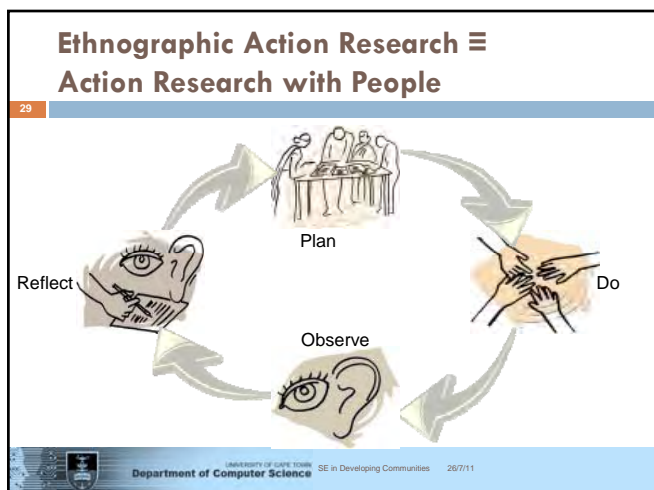 Ethnographic Action Research ≡
Action Research with People
29
Plan
Reflect
Do
Observe
UNIVERSITY OF CAPE TOWN
Department of Computer Science
SE in Developing Communities 26/7/11